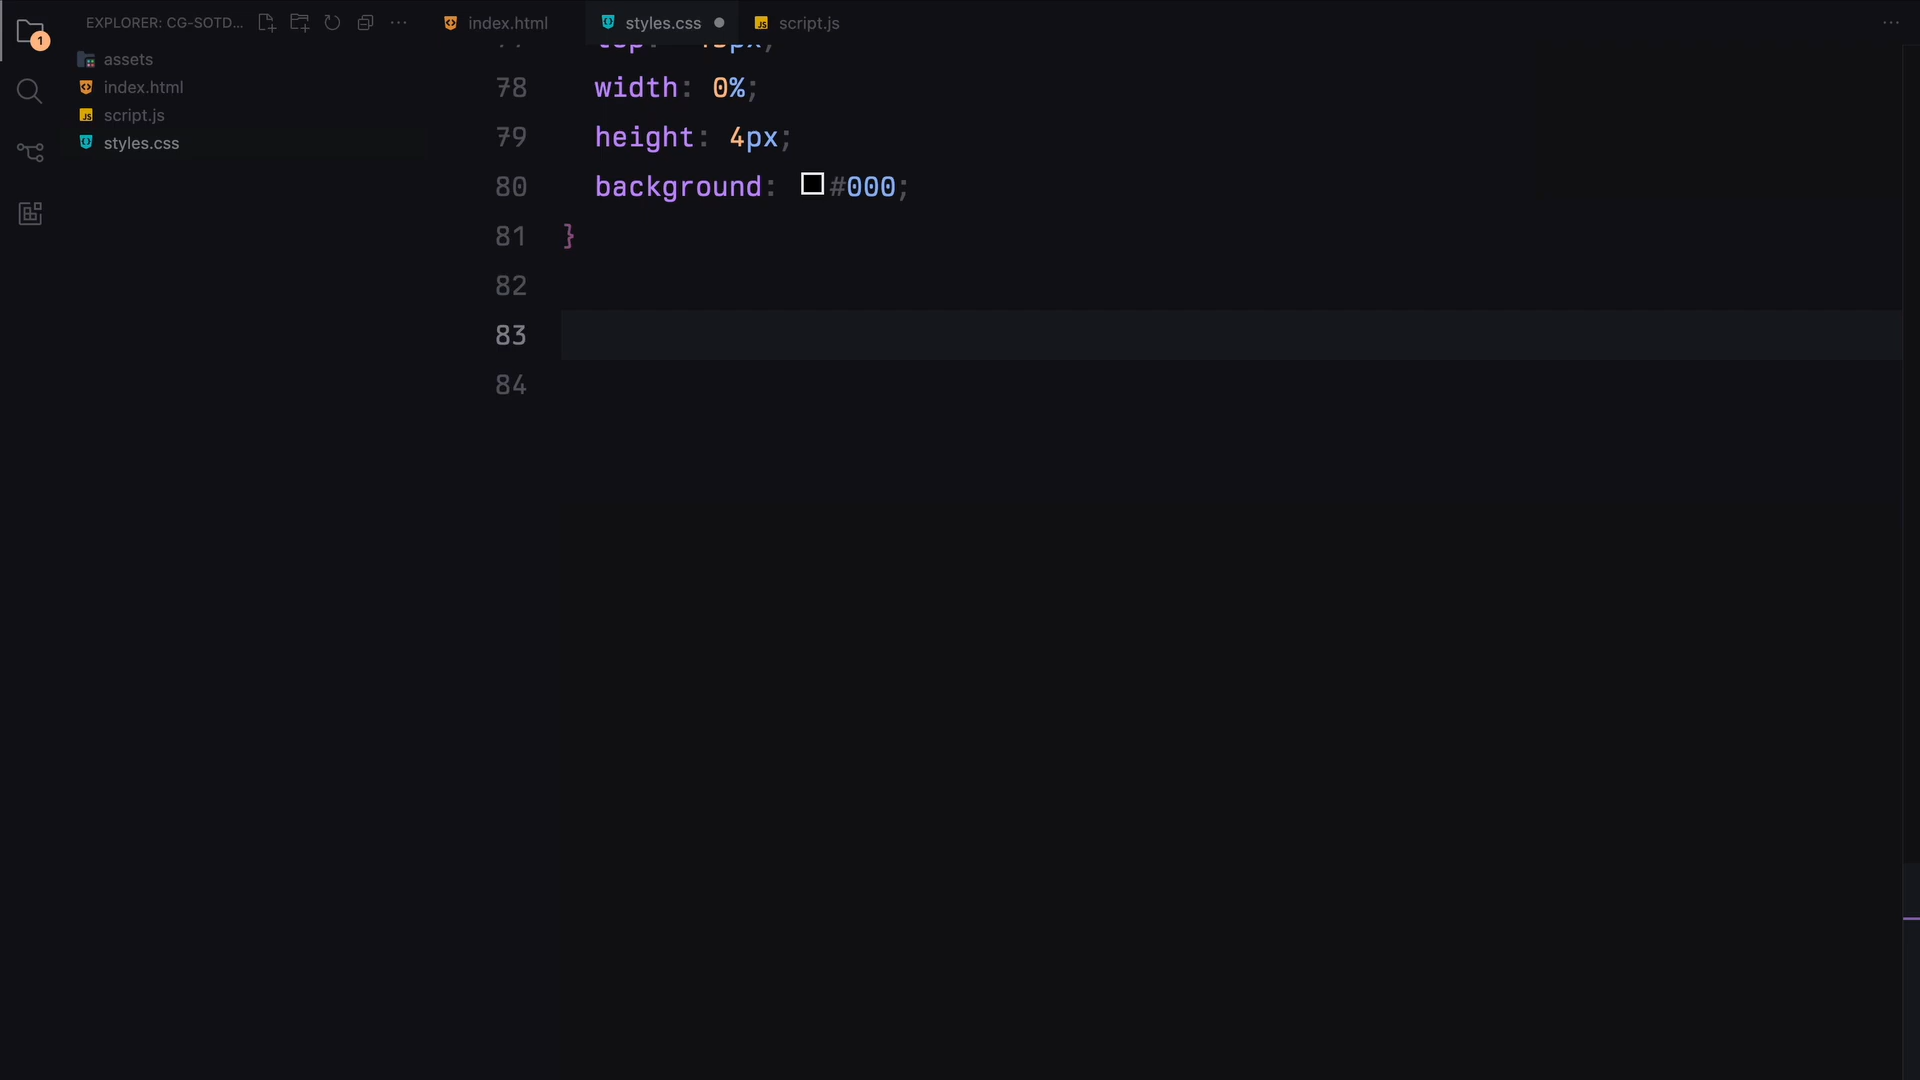 EXPLORER: CG-SOTD...
index.html
styles.css
script.js
1
assets
index.html
script.js
styles.css
78 width: 0%;
79 height: 4px;
80 background: #000;
81 }
82
83
84